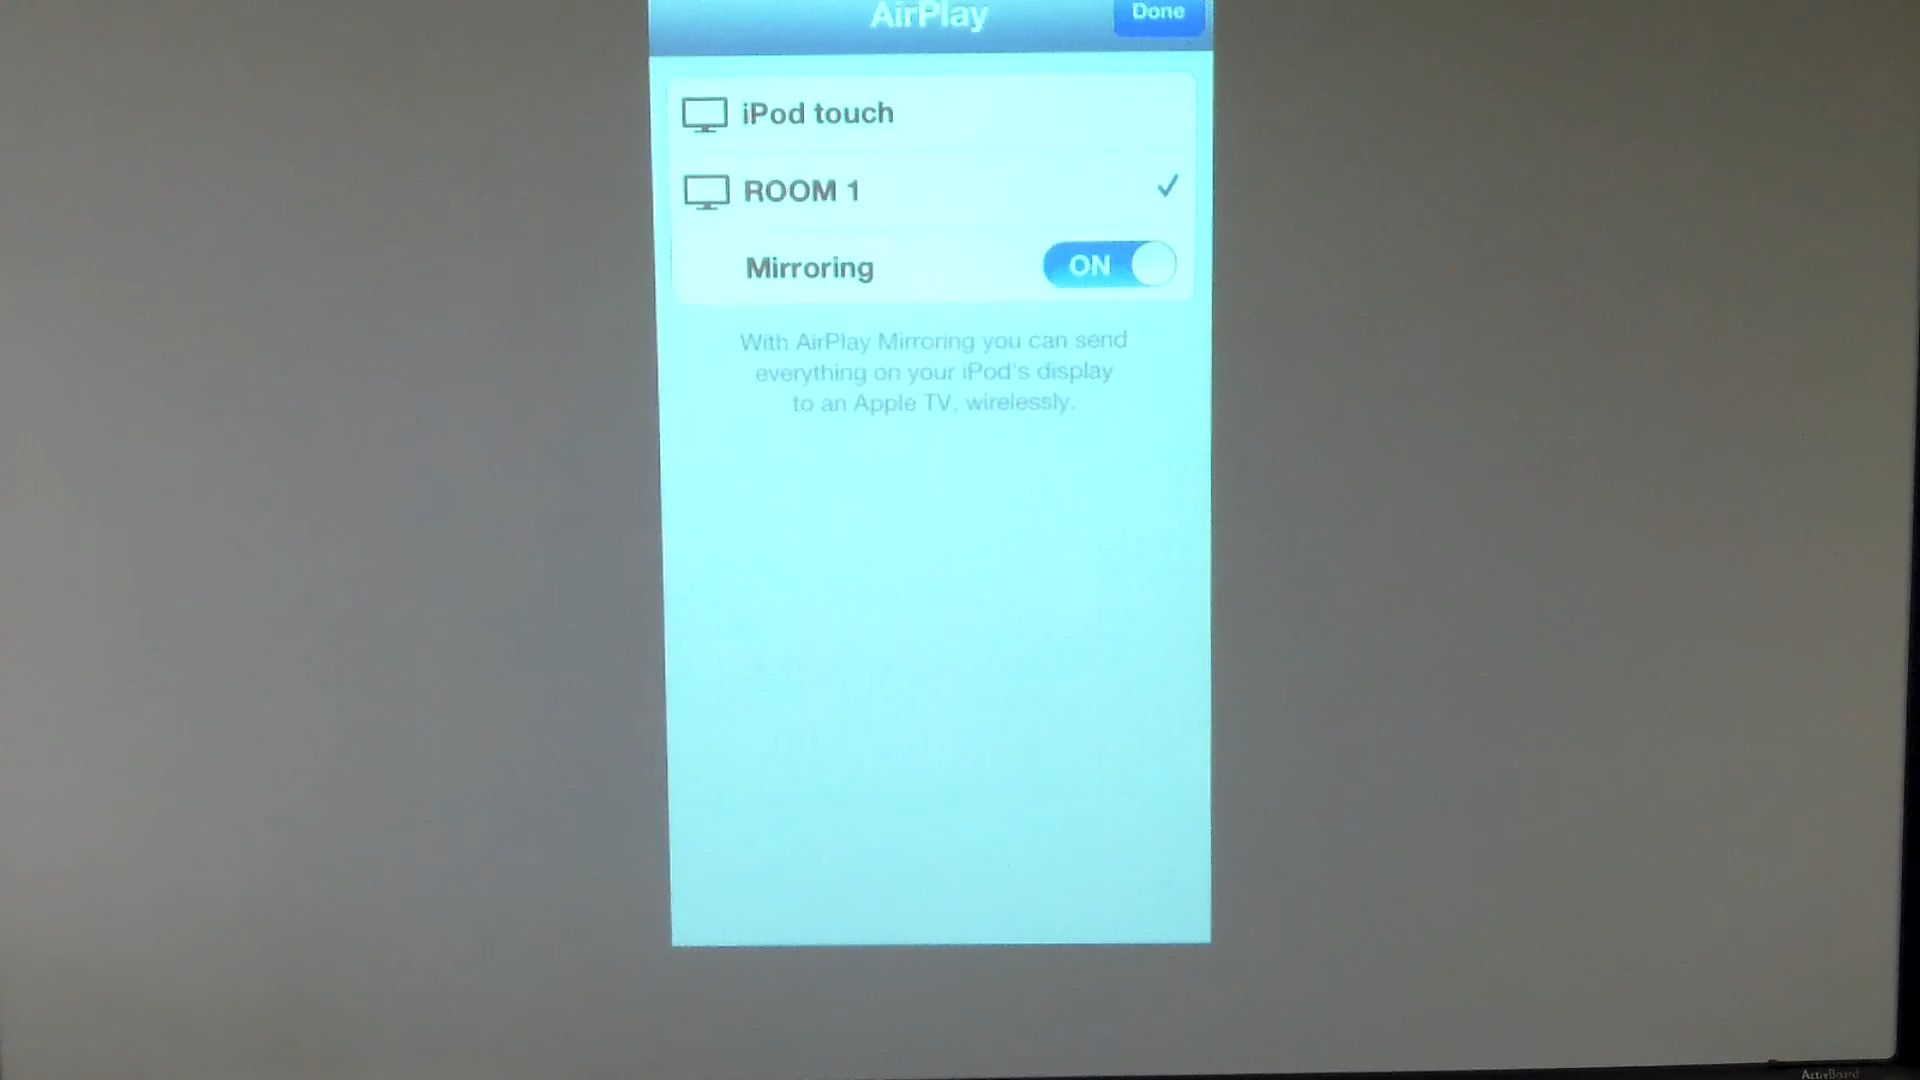 AirPlay
Done
iPod touch
ROOM 1
Mirroring
ON
With AirPlay Mirroring you can send
everything on your iPod's display
to an Apple TV, wirelessly.
ActivBoard